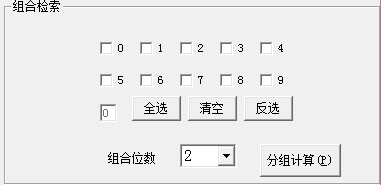 组合检索
0 1 2 3 4
5 6 7 8 9
0 全选 清空 反选
组合位数 2 分组计算(P)